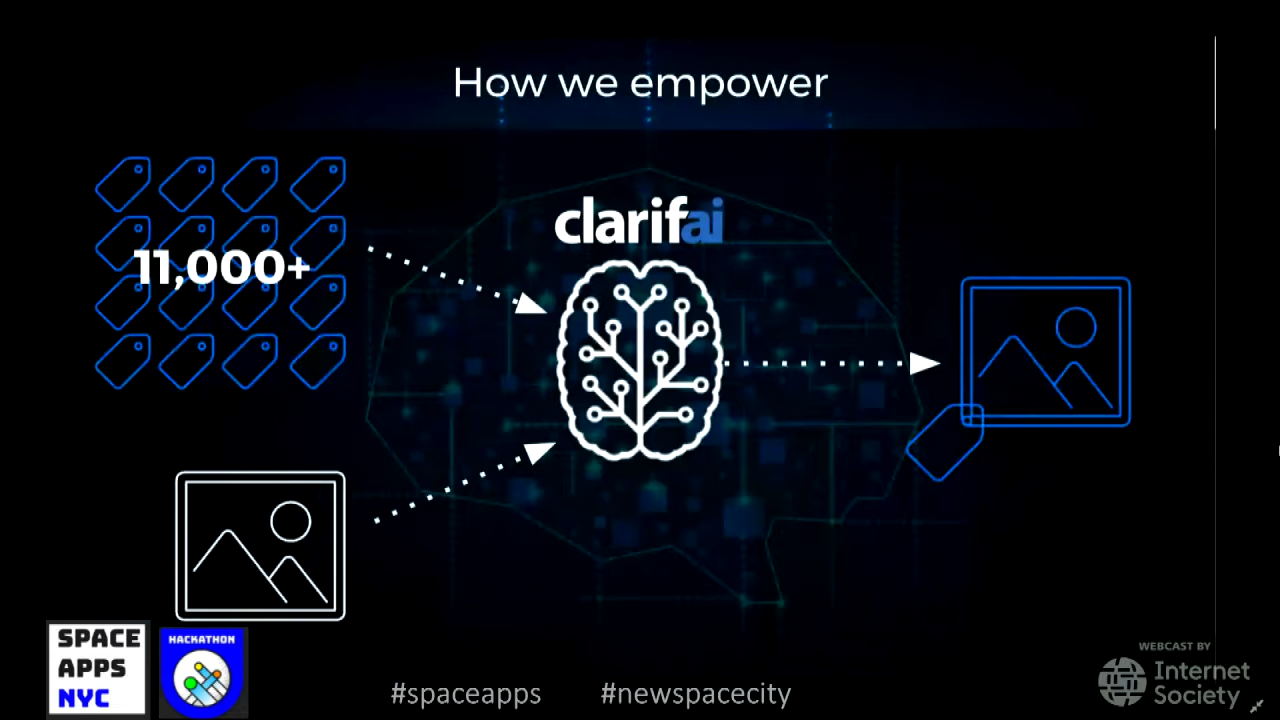 How we empower
clarifai
11,000+
SPACE
APPS
NYC
HACKATHON
#spaceapps #newspacecity
WEBCAST BY
Internet
Society